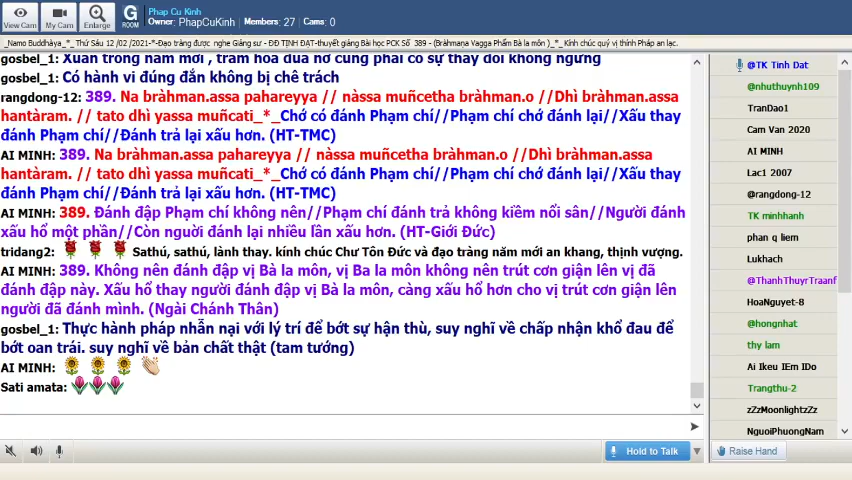 View Cam
My Cam
Enlarge
G
ROOM
Phap Cu Kinh
Owner: PhapCuKinh Members: 27 Cams: 0
_Namo Buddhàya_*_ Thứ Sáu 12 /02 /2021-*-Đạo tràng được nghe Giảng sư - ĐĐ TỊNH ĐẠT-thuyết giảng Bài học PCK Số 389 - (Bràhmaṇa Vagga Phẩm Bà la môn )_*_ Kính chúc quý vị thính Pháp an lạc.
gosbel_1: Xuân trong năm mới , trăm hoa đua nở cũng phải có sự thay đổi không ngừng
gosbel_1: Có hành vi đúng đắn không bị chê trách
rangdong-12: 389. Na bràhman.assa pahareyya // nàssa muñcetha bràhman.o //Dhì bràhman.assa
hantàram. // tato dhì yassa muñcati_*_Chớ có đánh Phạm chí//Phạm chí chớ đánh lại//Xấu thay
đánh Phạm chí//Đánh trả lại xấu hơn. (HT-TMC)
AI MINH: 389. Na bràhman.assa pahareyya // nàssa muñcetha bràhman.o //Dhì bràhman.assa
hantàram. // tato dhì yassa muñcati_*_Chớ có đánh Phạm chí//Phạm chí chớ đánh lại//Xấu thay
đánh Phạm chí//Đánh trả lại xấu hơn. (HT-TMC)
AI MINH: 389. Đánh đập Phạm chí không nên//Phạm chí đánh trả không kiềm nổi sân//Người đánh
xấu hổ một phần//Còn nguời đánh lại nhiều lần xấu hơn. (HT-Giới Đức)
tridang2: Sathú, sathú, lành thay. kính chúc Chư Tôn Đức và đạo tràng năm mới an khang, thịnh vượng.
AI MINH: 389. Không nên đánh đập vị Bà la môn, vị Ba la môn không nên trút cơn giận lên vị đã
đánh đập này. Xấu hổ thay người đánh đập vị Bà la môn, càng xấu hổ hơn cho vị trút cơn giận lên
người đã đánh mình. (Ngài Chánh Thân)
gosbel_1: Thực hành pháp nhẫn nại với lý trí để bớt sự hận thù, suy nghĩ về chấp nhận khổ đau để
bớt oan trái. suy nghĩ về bản chất thật (tam tướng)
AI MINH:
Sati amata:
Hold to Talk
@TK Tinh Dat
@nhuthuynh109
TranDao1
Cam Van 2020
AI MINH
Lac1 2007
@rangdong-12
TK minhhanh
phan q liem
Lukhach
@ThanhThuyrTraanf
HoaNguyet-8
@hongnhat
thy lam
Ai Ikeu IErn IDo
Trangthu-2
zZzMoonlightzZz
NguoiPhuongNam
Raise Hand